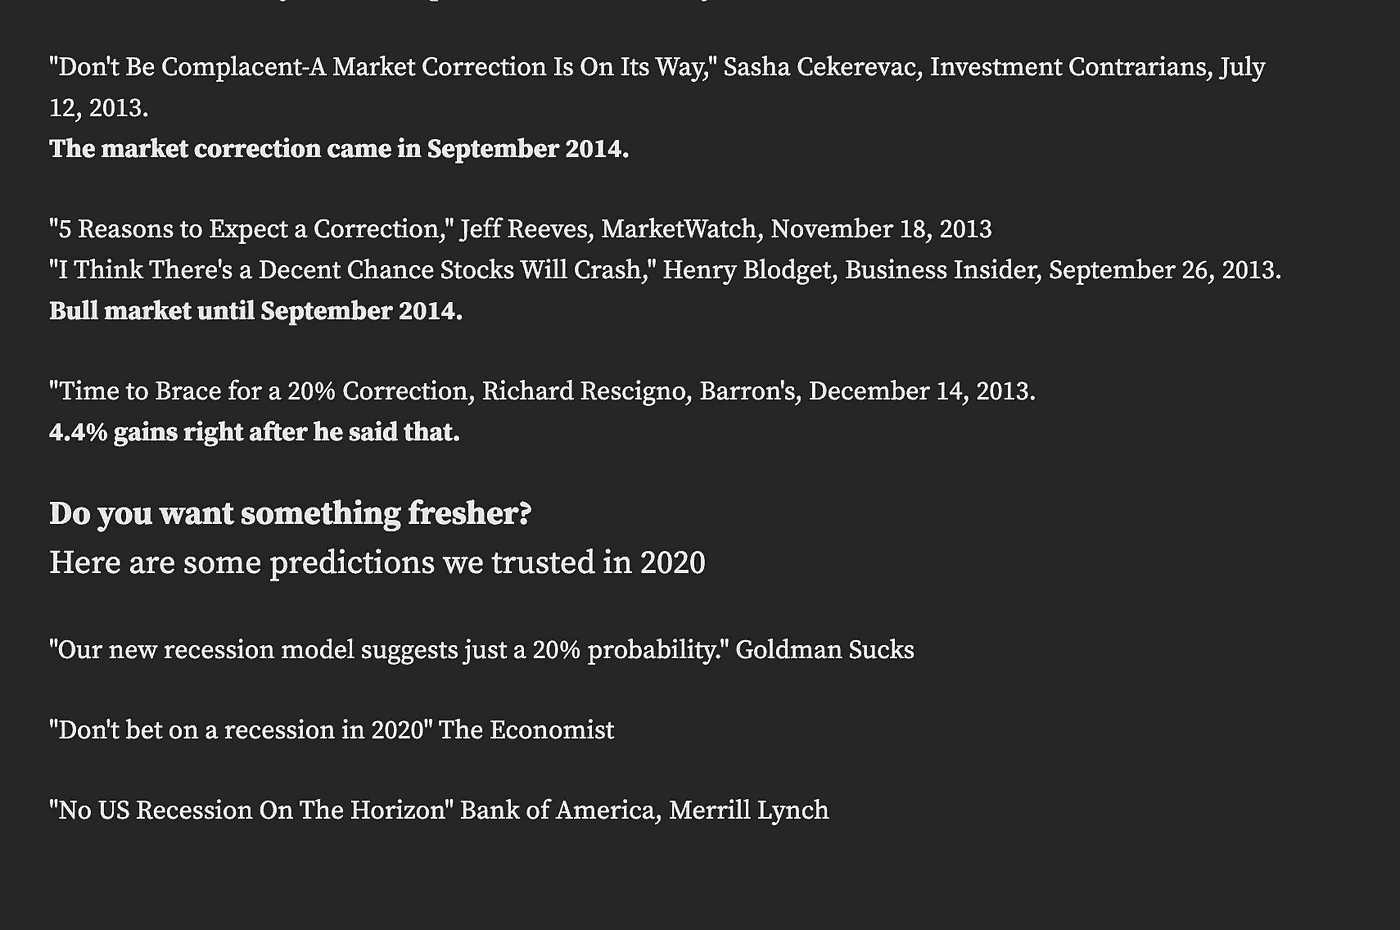 "Don't Be Complacent-A Market Correction Is On Its Way," Sasha Cekerevac, Investment Contrarians, July
12, 2013.
The market correction came in September 2014.
"5 Reasons to Expect a Correction," Jeff Reeves, MarketWatch, November 18, 2013
"I Think There's a Decent Chance Stocks Will Crash," Henry Blodget, Business Insider, September 26, 2013.
Bull market until September 2014.
"Time to Brace for a 20% Correction, Richard Rescigno, Barron's, December 14, 2013.
4.4% gains right after he said that.
Do you want something fresher?
Here are some predictions we trusted in 2020
"Our new recession model suggests just a 20% probability." Goldman Sucks
"Don't bet on a recession in 2020" The Economist
"No US Recession On The Horizon" Bank of America, Merrill Lynch